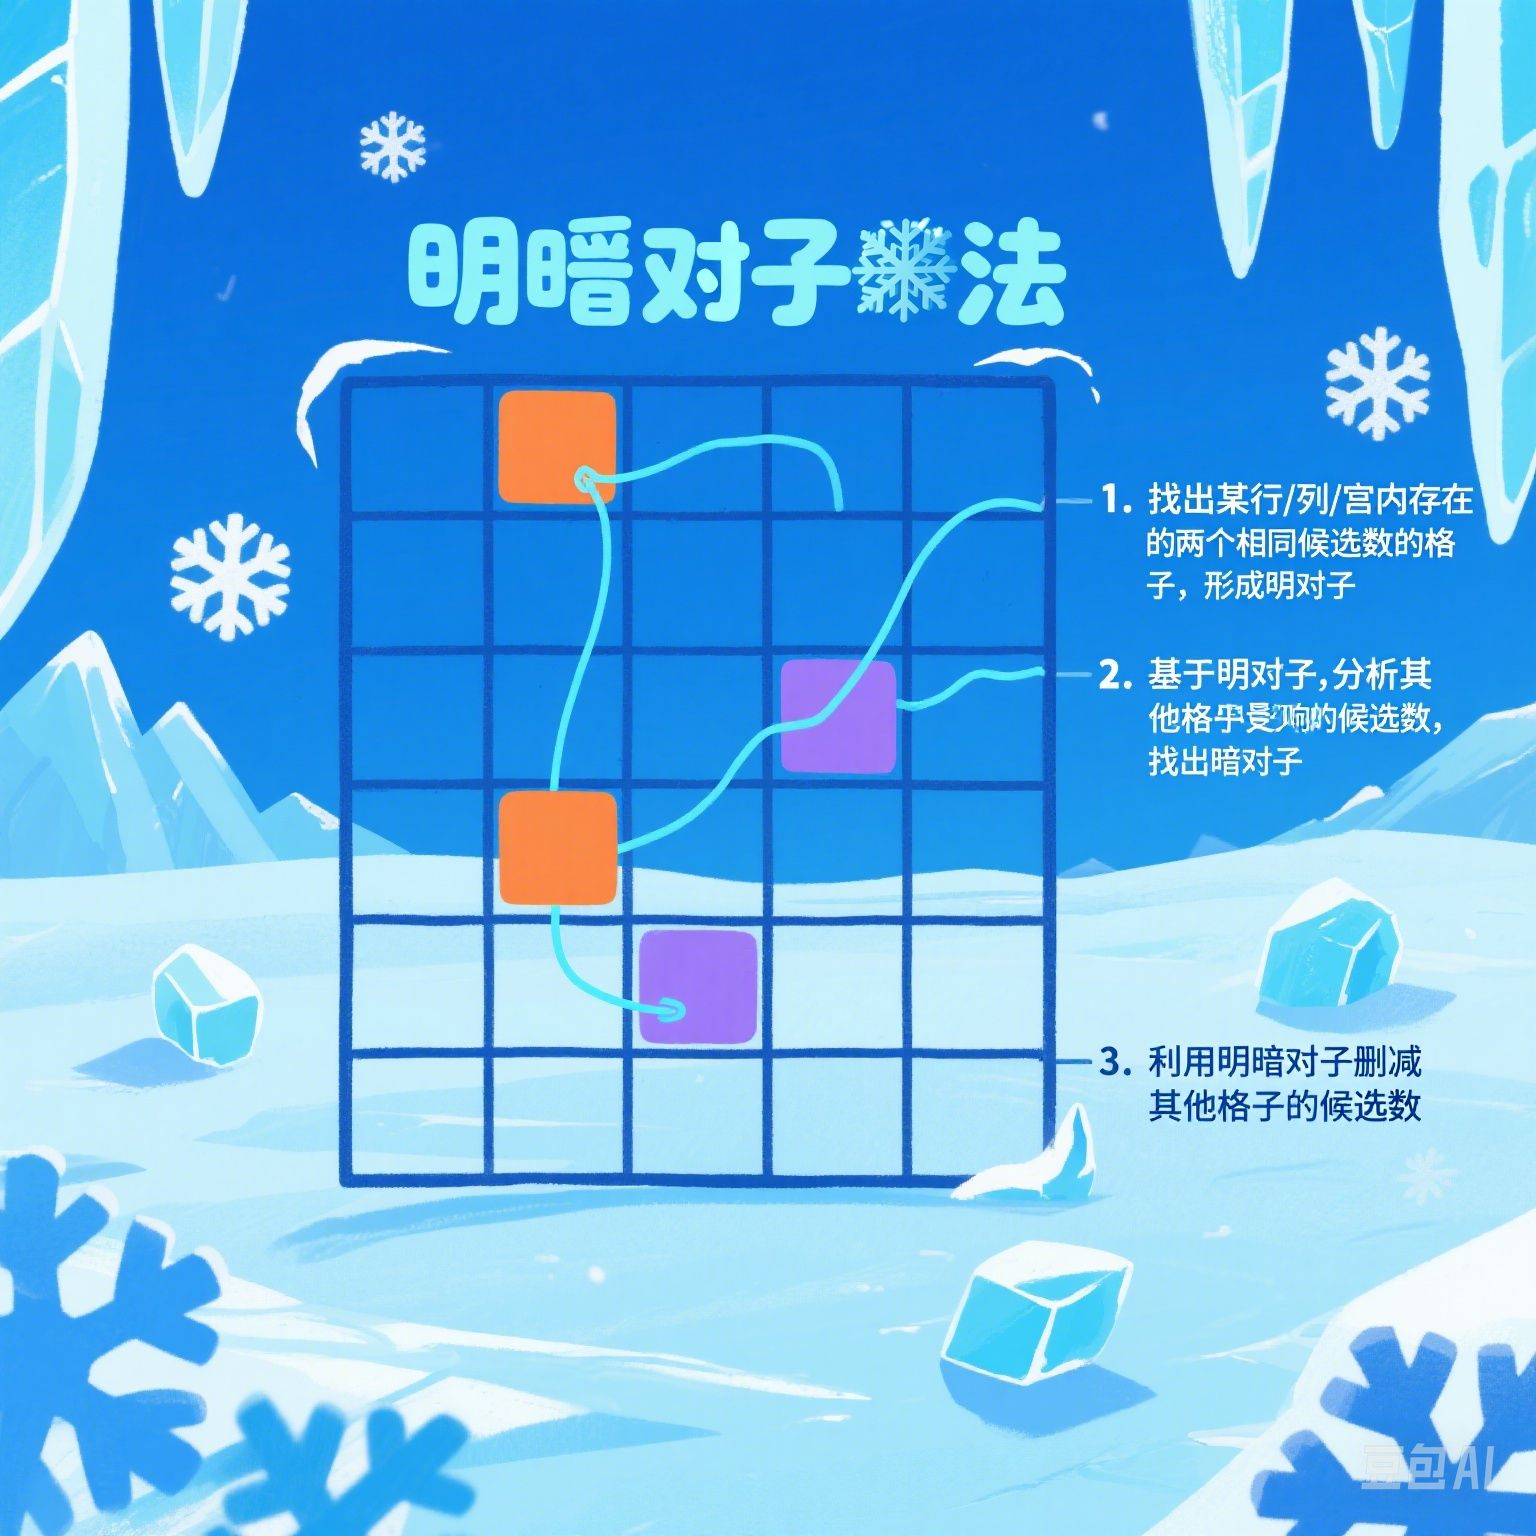 明暗对子法
1. 找出某行/列/宫内存在
的两个相同候选数的格
子，形成明对子
2. 基于明对子,分析其
他格 的候选数，
找出暗对子
3. 利用明暗对子删减
其他格子的候选数
豆包AI